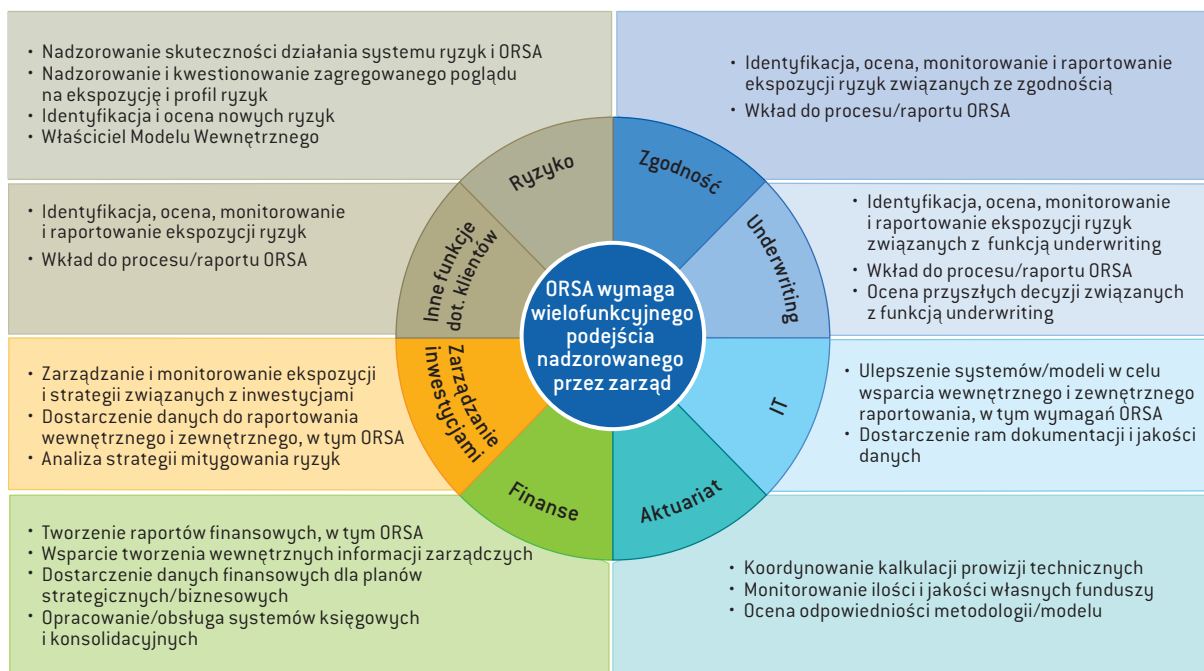 • Nadzorowanie skuteczności działania systemu ryzyk i ORSA
• Nadzorowanie i kwestionowanie zagregowanego poglądu
na ekspozycję i profil ryzyk
• Identyfikacja i ocena nowych ryzyk
• Właściciel Modelu Wewnętrznego
• Identyfikacja, ocena, monitorowanie i raportowanie
ekspozycji ryzyk związanych ze zgodnością
• Wkład do procesu/raportu ORSA
Ryzyko
Zgodność
• Identyfikacja, ocena, monitorowanie
i raportowanie ekspozycji ryzyk
• Wkład do procesu/raportu ORSA
Inne funkcje
dot. klientów
Underwriting
• Identyfikacja, ocena, monitorowanie
i raportowanie ekspozycji ryzyk
związanych z funkcją underwriting
• Wkład do procesu/raportu ORSA
• Ocena przyszłych decyzji związanych
z funkcją underwriting
ORSA wymaga
wielofunkcyjnego
podejścia
nadzorowanego
przez zarząd
• Zarządzanie i monitorowanie ekspozycji
i strategii związanych z inwestycjami
• Dostarczenie danych do raportowania
wewnętrznego i zewnętrznego, w tym ORSA
• Analiza strategii mitygowania ryzyk
Zarządzanie
inwestycjami
IT
• Ulepszenie systemów/modeli w celu
wsparcia wewnętrznego i zewnętrznego
raportowania, w tym wymagań ORSA
• Dostarczenie ram dokumentacji i jakości
danych
Finanse
Aktuariat
• Tworzenie raportów finansowych, w tym ORSA
• Wsparcie tworzenia wewnętrznych informacji zarządczych
• Dostarczenie danych finansowych dla planów
strategicznych/biznesowych
• Opracowanie/obsługa systemów księgowych
i konsolidacyjnych
• Koordynowanie kalkulacji prowizji technicznych
• Monitorowanie ilości i jakości własnych funduszy
• Ocena odpowiedniości metodologii/modelu